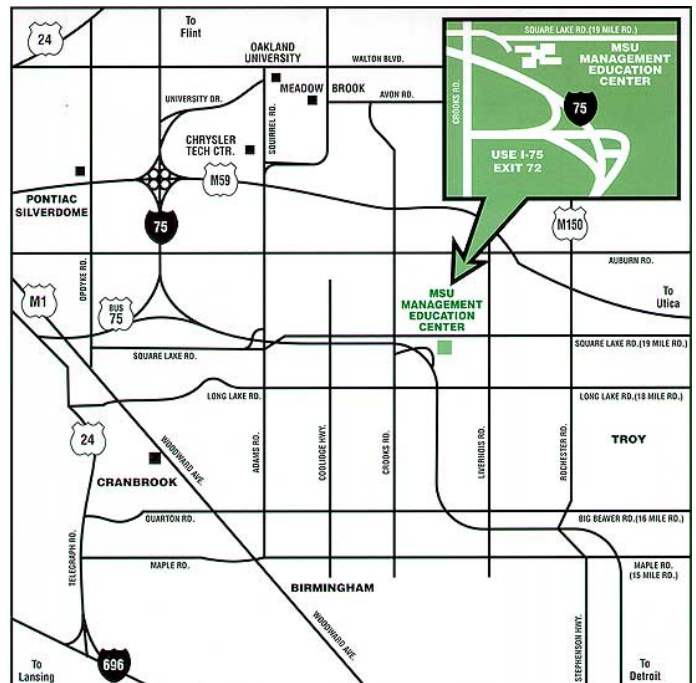 24
To
Flint
OAKLAND
UNIVERSITY
WALTON BLVD.
SQUARE LAKE RD.(19 MILE RD.)
MSU
MANAGEMENT
EDUCATION
CENTER
CROOKS RD.
75
USE I-75
EXIT 72
MEADOW BROOK
AVON RD.
UNIVERSITY DR.
SQUIRREL RD.
CHRYSLER
TECH CTR.
M59
PONTIAC
SILVERDOME
75
M150
OPDYKE RD.
AUBURN RD.
To
Utica
M1
BUS
75
MSU
MANAGEMENT
EDUCATION
CENTER
SQUARE LAKE RD.
SQUARE LAKE RD.(19 MILE RD.)
LONG LAKE RD.
LONG LAKE RD.(18 MILE RD.)
24
WOODWARD AVE.
ADAMS RD.
COOLIDGE HWY.
CROOKS RD.
LIVERNOIS RD.
ROCHESTER RD.
TROY
CRANBROOK
QUARTON RD.
BIG BEAVER RD.(16 MILE RD.)
TELEGRAPH RD.
MAPLE RD.
MAPLE RD.
(15 MILE RD.)
BIRMINGHAM
WOODWARD AVE.
STEPHENSON HWY.
To
Lansing
696
To
Detroit